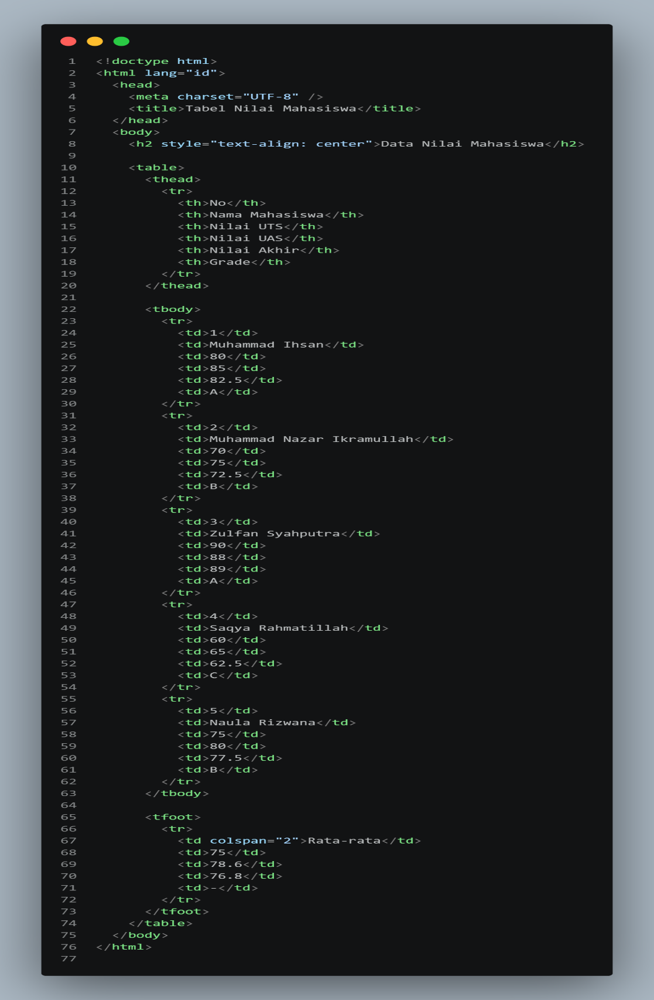 1 <!doctype html>
2 <html lang="id">
3 <head>
4 <meta charset="UTF-8" />
5 <title>Tabel Nilai Mahasiswa</title>
6 </head>
7 <body>
8 <h2 style="text-align: center">Data Nilai Mahasiswa</h2>
9
10 <table>
11 <thead>
12 <tr>
13 <th>No</th>
14 <th>Nama Mahasiswa</th>
15 <th>Nilai UTS</th>
16 <th>Nilai UAS</th>
17 <th>Nilai Akhir</th>
18 <th>Grade</th>
19 </tr>
20 </thead>
21
22 <tbody>
23 <tr>
24 <td>1</td>
25 <td>Muhammad Ihsan</td>
26 <td>80</td>
27 <td>85</td>
28 <td>82.5</td>
29 <td>A</td>
30 </tr>
31 <tr>
32 <td>2</td>
33 <td>Muhammad Nazar Ikramullah</td>
34 <td>70</td>
35 <td>75</td>
36 <td>72.5</td>
37 <td>B</td>
38 </tr>
39 <tr>
40 <td>3</td>
41 <td>Zulfan Syahputra</td>
42 <td>90</td>
43 <td>88</td>
44 <td>89</td>
45 <td>A</td>
46 </tr>
47 <tr>
48 <td>4</td>
49 <td>Saqya Rahmatillah</td>
50 <td>60</td>
51 <td>65</td>
52 <td>62.5</td>
53 <td>C</td>
54 </tr>
55 <tr>
56 <td>5</td>
57 <td>Naula Rizwana</td>
58 <td>75</td>
59 <td>80</td>
60 <td>77.5</td>
61 <td>B</td>
62 </tr>
63 </tbody>
64
65 <tfoot>
66 <tr>
67 <td colspan="2">Rata-rata</td>
68 <td>75</td>
69 <td>78.6</td>
70 <td>76.8</td>
71 <td>-</td>
72 </tr>
73 </tfoot>
74 </table>
75 </body>
76 </html>
77